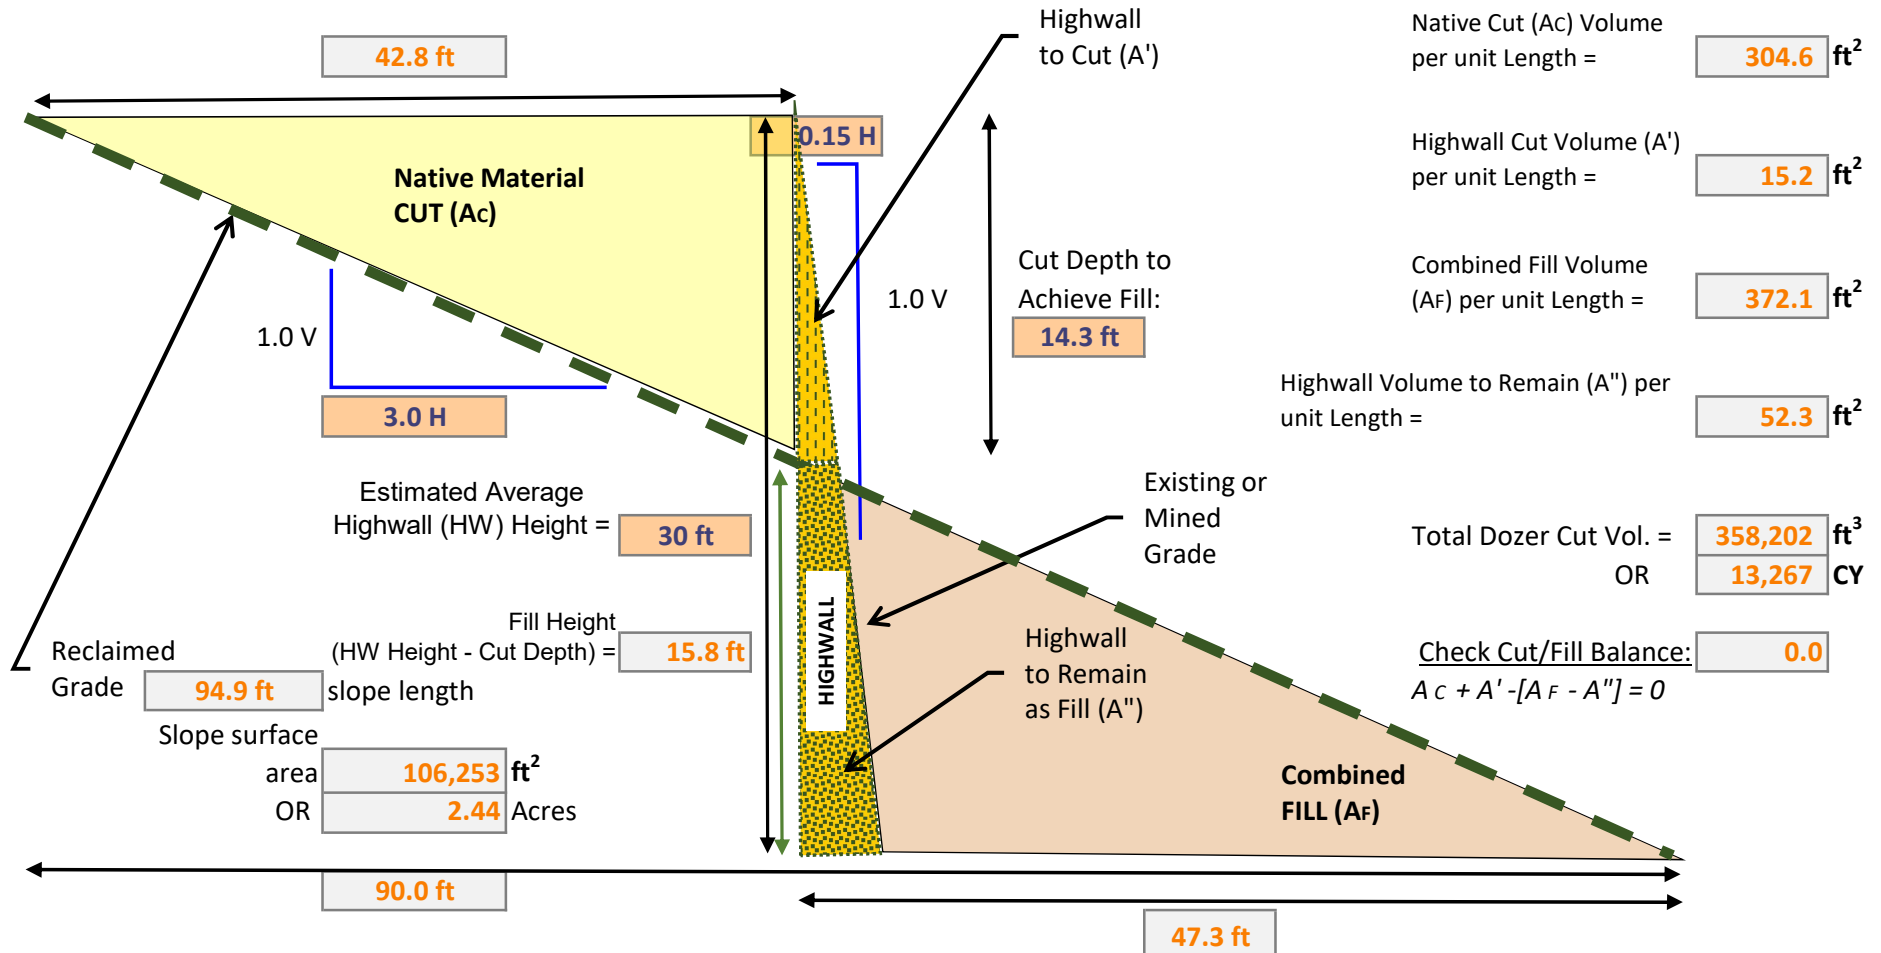 42.8 ft
Highwall
to Cut (A')
Native Cut (Ac) Volume
per unit Length =
304.6 ft²
0.15 H
Native Material
CUT (Ac)
Highwall Cut Volume (A')
per unit Length =
15.2 ft²
1.0 V
3.0 H
Cut Depth to
Achieve Fill:
14.3 ft
1.0 V
Combined Fill Volume
(AF) per unit Length =
372.1 ft²
Highwall Volume to Remain (A") per
unit Length =
52.3 ft²
Estimated Average
Highwall (HW) Height =
30 ft
Existing or
Mined
Grade
Total Dozer Cut Vol. =
358,202 ft³
OR
13,267 CY
HIGHWALL
Fill Height
(HW Height - Cut Depth) =
15.8 ft
Highwall
to Remain
as Fill (A")
Check Cut/Fill Balance:
0.0
A C + A' -[A F - A"] = 0
Reclaimed
Grade
94.9 ft
slope length
Slope surface
area
106,253 ft²
OR
2.44 Acres
Combined
FILL (AF)
90.0 ft
47.3 ft